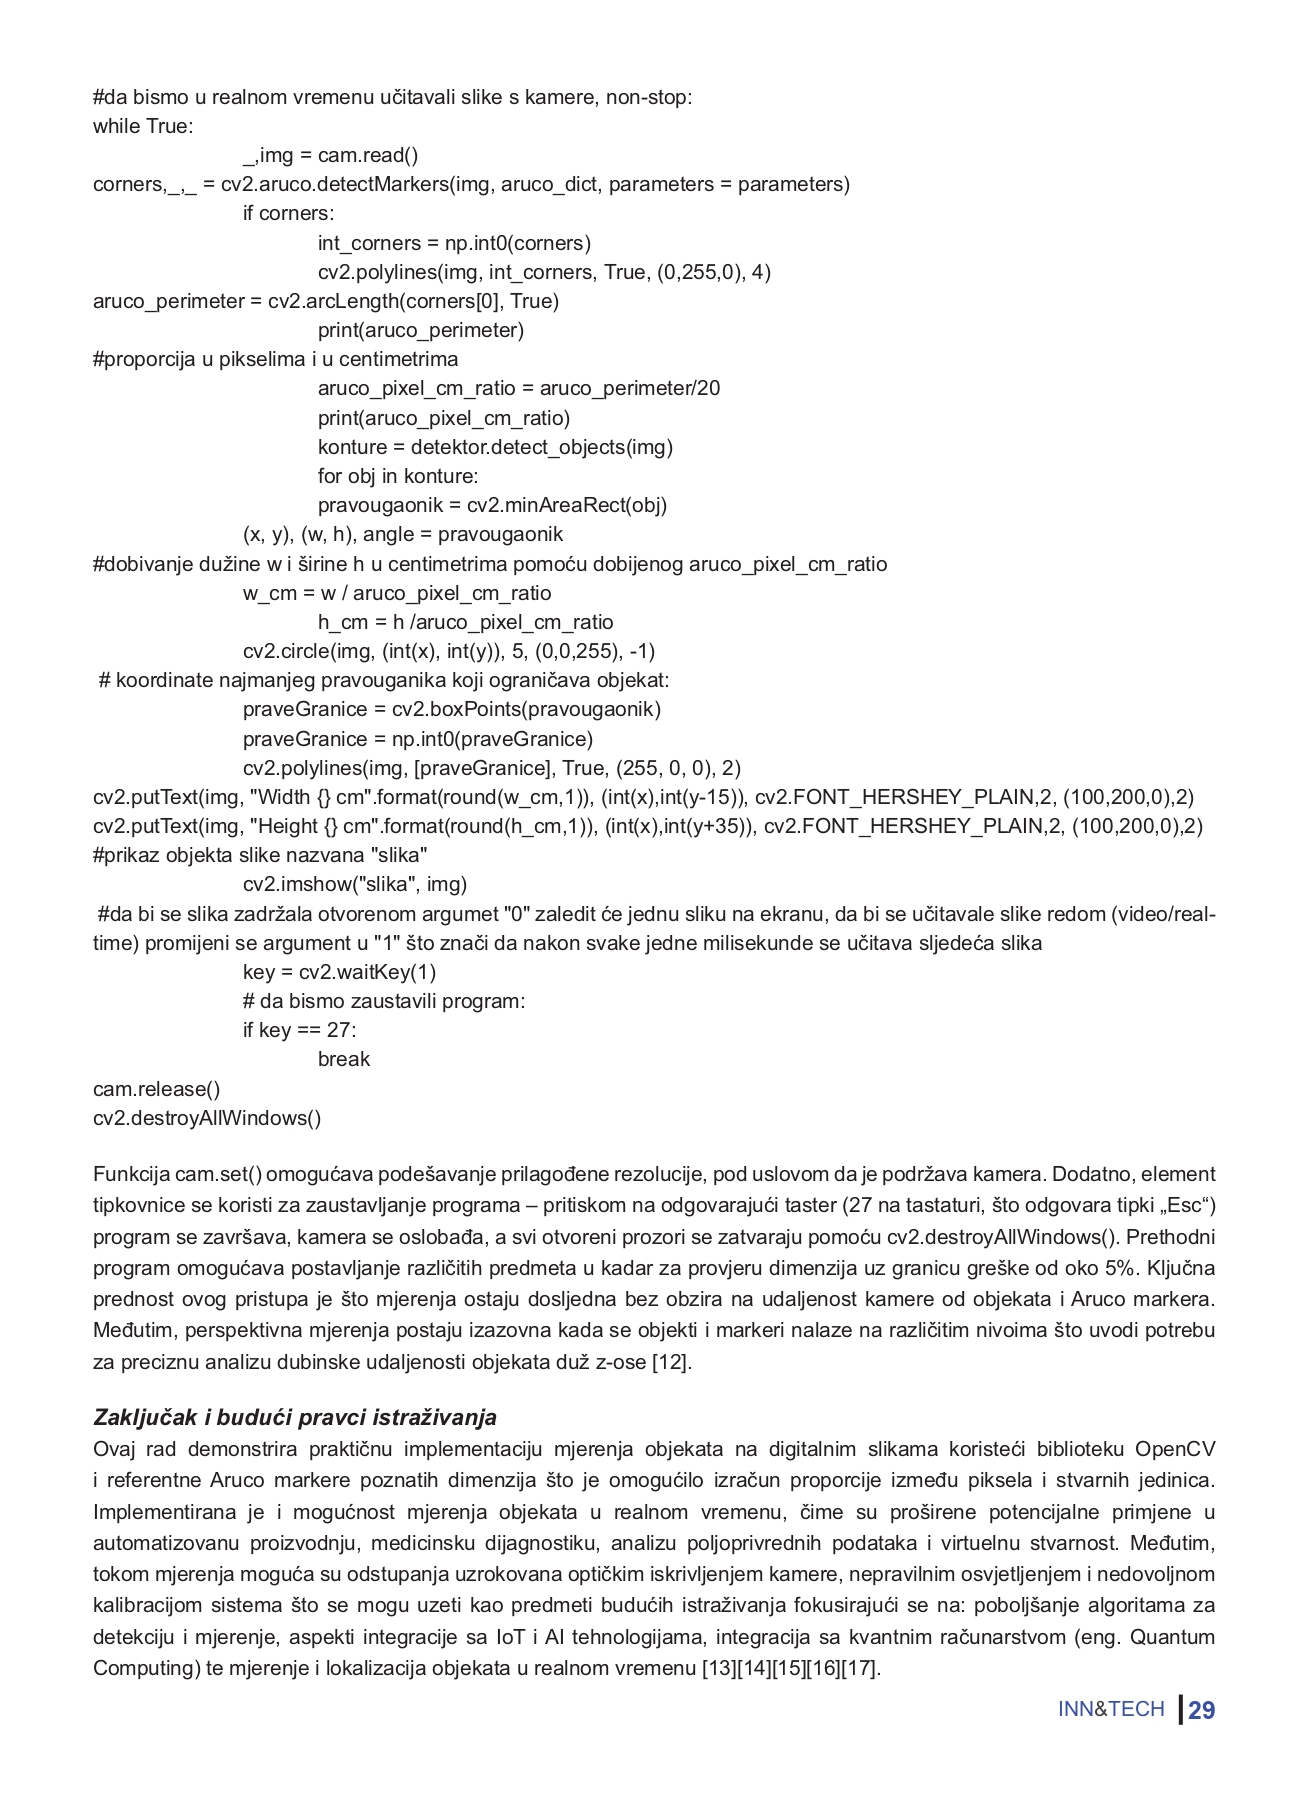 #da bismo u realnom vremenu učitavali slike s kamere, non-stop:
while True:
_,img = cam.read()
corners,_,_ = cv2.aruco.detectMarkers(img, aruco_dict, parameters = parameters)
if corners:
int_corners = np.int0(corners)
cv2.polylines(img, int_corners, True, (0,255,0), 4)
aruco_perimeter = cv2.arcLength(corners[0], True)
print(aruco_perimeter)
#proporcija u pikselima i u centimetrima
aruco_pixel_cm_ratio = aruco_perimeter/20
print(aruco_pixel_cm_ratio)
konture = detektor.detect_objects(img)
for obj in konture:
pravougaonik = cv2.minAreaRect(obj)
(x, y), (w, h), angle = pravougaonik
#dobivanje dužine w i širine h u centimetrima pomoću dobijenog aruco_pixel_cm_ratio
w_cm = w / aruco_pixel_cm_ratio
h_cm = h /aruco_pixel_cm_ratio
cv2.circle(img, (int(x), int(y)), 5, (0,0,255), -1)
# koordinate najmanjeg pravouganika koji ograničava objekat:
praveGranice = cv2.boxPoints(pravougaonik)
praveGranice = np.int0(praveGranice)
cv2.polylines(img, [praveGranice], True, (255, 0, 0), 2)
cv2.putText(img, "Width {} cm".format(round(w_cm,1)), (int(x),int(y-15)), cv2.FONT_HERSHEY_PLAIN,2, (100,200,0),2)
cv2.putText(img, "Height {} cm".format(round(h_cm,1)), (int(x),int(y+35)), cv2.FONT_HERSHEY_PLAIN,2, (100,200,0),2)
#prikaz objekta slike nazvana "slika"
cv2.imshow("slika", img)
#da bi se slika zadržala otvorenom argumet "0" zaledit će jednu sliku na ekranu, da bi se učitavale slike redom (video/real-
time) promijeni se argument u "1" što znači da nakon svake jedne milisekunde se učitava sljedeća slika
key = cv2.waitKey(1)
# da bismo zaustavili program:
if key == 27:
break
cam.release()
cv2.destroyAllWindows()
Funkcija cam.set() omogućava podešavanje prilagođene rezolucije, pod uslovom da je podržava kamera. Dodatno, element
tipkovnice se koristi za zaustavljanje programa – pritiskom na odgovarajući taster (27 na tastaturi, što odgovara tipki „Esc“)
program se završava, kamera se oslobađa, a svi otvoreni prozori se zatvaraju pomoću cv2.destroyAllWindows(). Prethodni
program omogućava postavljanje različitih predmeta u kadar za provjeru dimenzija uz granicu greške od oko 5%. Ključna
prednost ovog pristupa je što mjerenja ostaju dosljedna bez obzira na udaljenost kamere od objekata i Aruco markera.
Međutim, perspektivna mjerenja postaju izazovna kada se objekti i markeri nalaze na različitim nivoima što uvodi potrebu
za preciznu analizu dubinske udaljenosti objekata duž z-ose [12].
Zaključak i budući pravci istraživanja
Ovaj rad demonstrira praktičnu implementaciju mjerenja objekata na digitalnim slikama koristeći biblioteku OpenCV
i referentne Aruco markere poznatih dimenzija što je omogućilo izračun proporcije između piksela i stvarnih jedinica.
Implementirana je i mogućnost mjerenja objekata u realnom vremenu, čime su proširene potencijalne primjene u
automatizovanu proizvodnju, medicinsku dijagnostiku, analizu poljoprivrednih podataka i virtuelnu stvarnost. Međutim,
tokom mjerenja moguća su odstupanja uzrokovana optičkim iskrivljenjem kamere, nepravilnim osvjetljenjem i nedovoljnom
kalibracijom sistema što se mogu uzeti kao predmeti budućih istraživanja fokusirajući se na: poboljšanje algoritama za
detekciju i mjerenje, aspekti integracije sa IoT i AI tehnologijama, integracija sa kvantnim računarstvom (eng. Quantum
Computing) te mjerenje i lokalizacija objekata u realnom vremenu [13][14][15][16][17].
INN&TECH 29